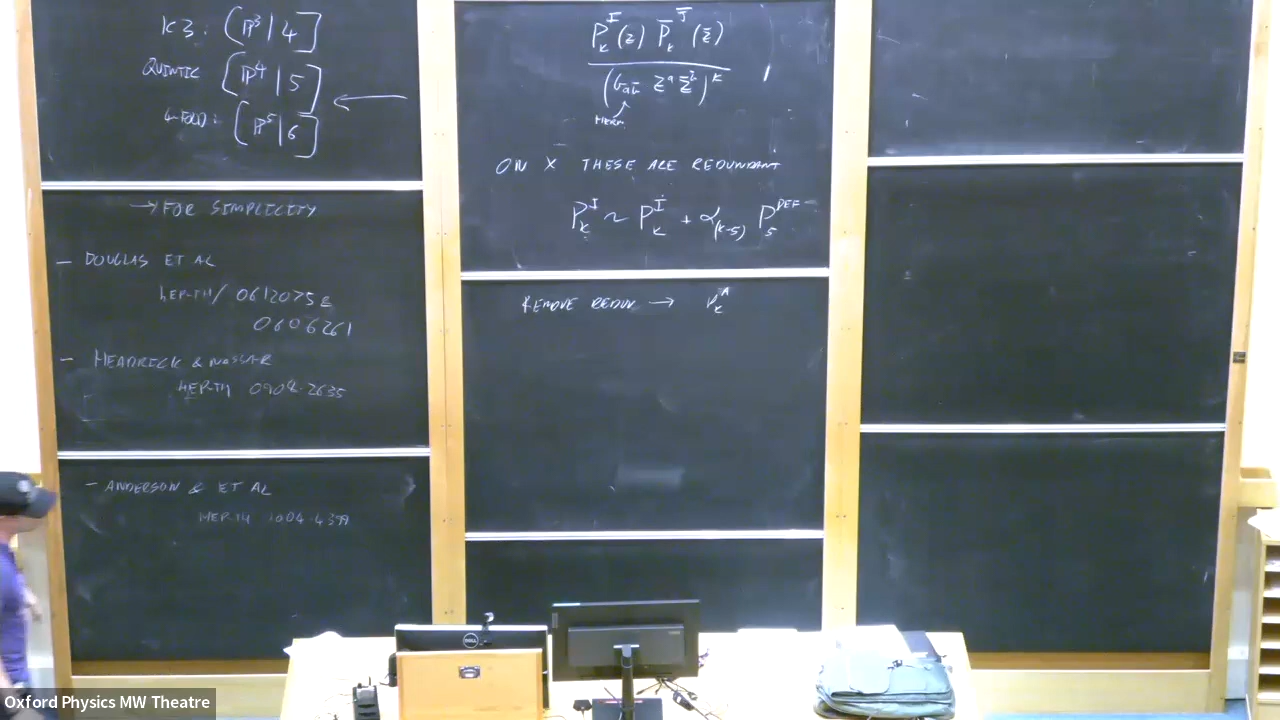 K3: [ℙ³|4]
QUINTIC [ℙ⁴|5]
4-FOLD: [ℙ⁵|6] ←
→ FOR SIMPLICITY
- DOUGLAS ET AL
HEP-TH/ 0612075 &
0606261
- HEADRICK & NASSAR
HEP-TH 0908.2635
- ANDERSON & ET AL
HEP-TH 1004.4399
P_k^I(z) P̄_k^J̄(z̄)
(G_{ab̄} z^a z̄^b̄)^k
HERM
ON X THESE ARE REDUNDANT
P_k^I ~ P_k^I + α_(k-5) P_5^DEF
REMOVE REDUN → P_k^A
DELL
Oxford Physics MW Theatre